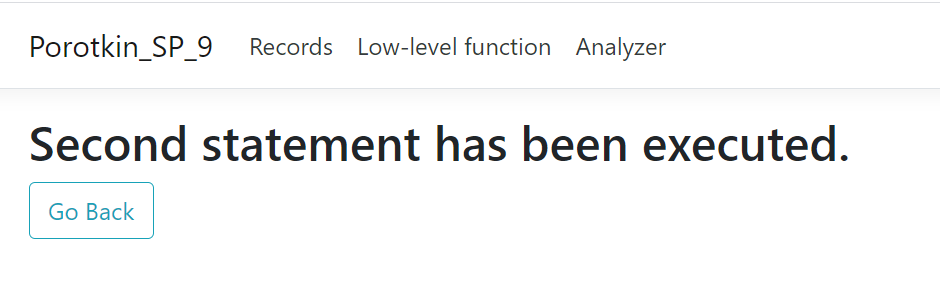 Porotkin_SP_9 Records Low-level function Analyzer
Second statement has been executed.
Go Back